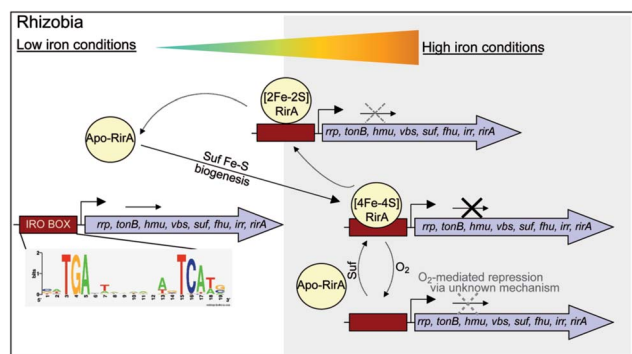 Rhizobia
Low iron conditions
High iron conditions
[2Fe-2S]
RirA
rrp, tonB, hmu, vbs, suf, fhu, irr, rirA
Apo-RirA
Suf Fe-S
biogenesis
[4Fe-4S]
RirA
IRO BOX
rrp, tonB, hmu, vbs, suf, fhu, irr, rirA
rrp, tonB, hmu, vbs, suf, fhu, irr, rirA
bits
TGA
TCAT
5'
3'
Suf
O2
Apo-RirA
O2-mediated repression
via unknown mechanism
rrp, tonB, hmu, vbs, suf, fhu, irr, rirA